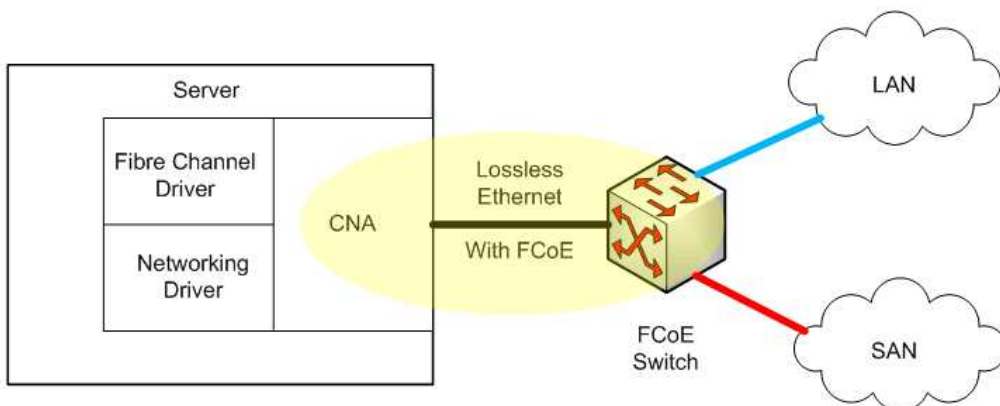 Server
Fibre Channel
Driver
Networking
Driver
CNA
Lossless
Ethernet
With FCoE
FCoE
Switch
LAN
SAN